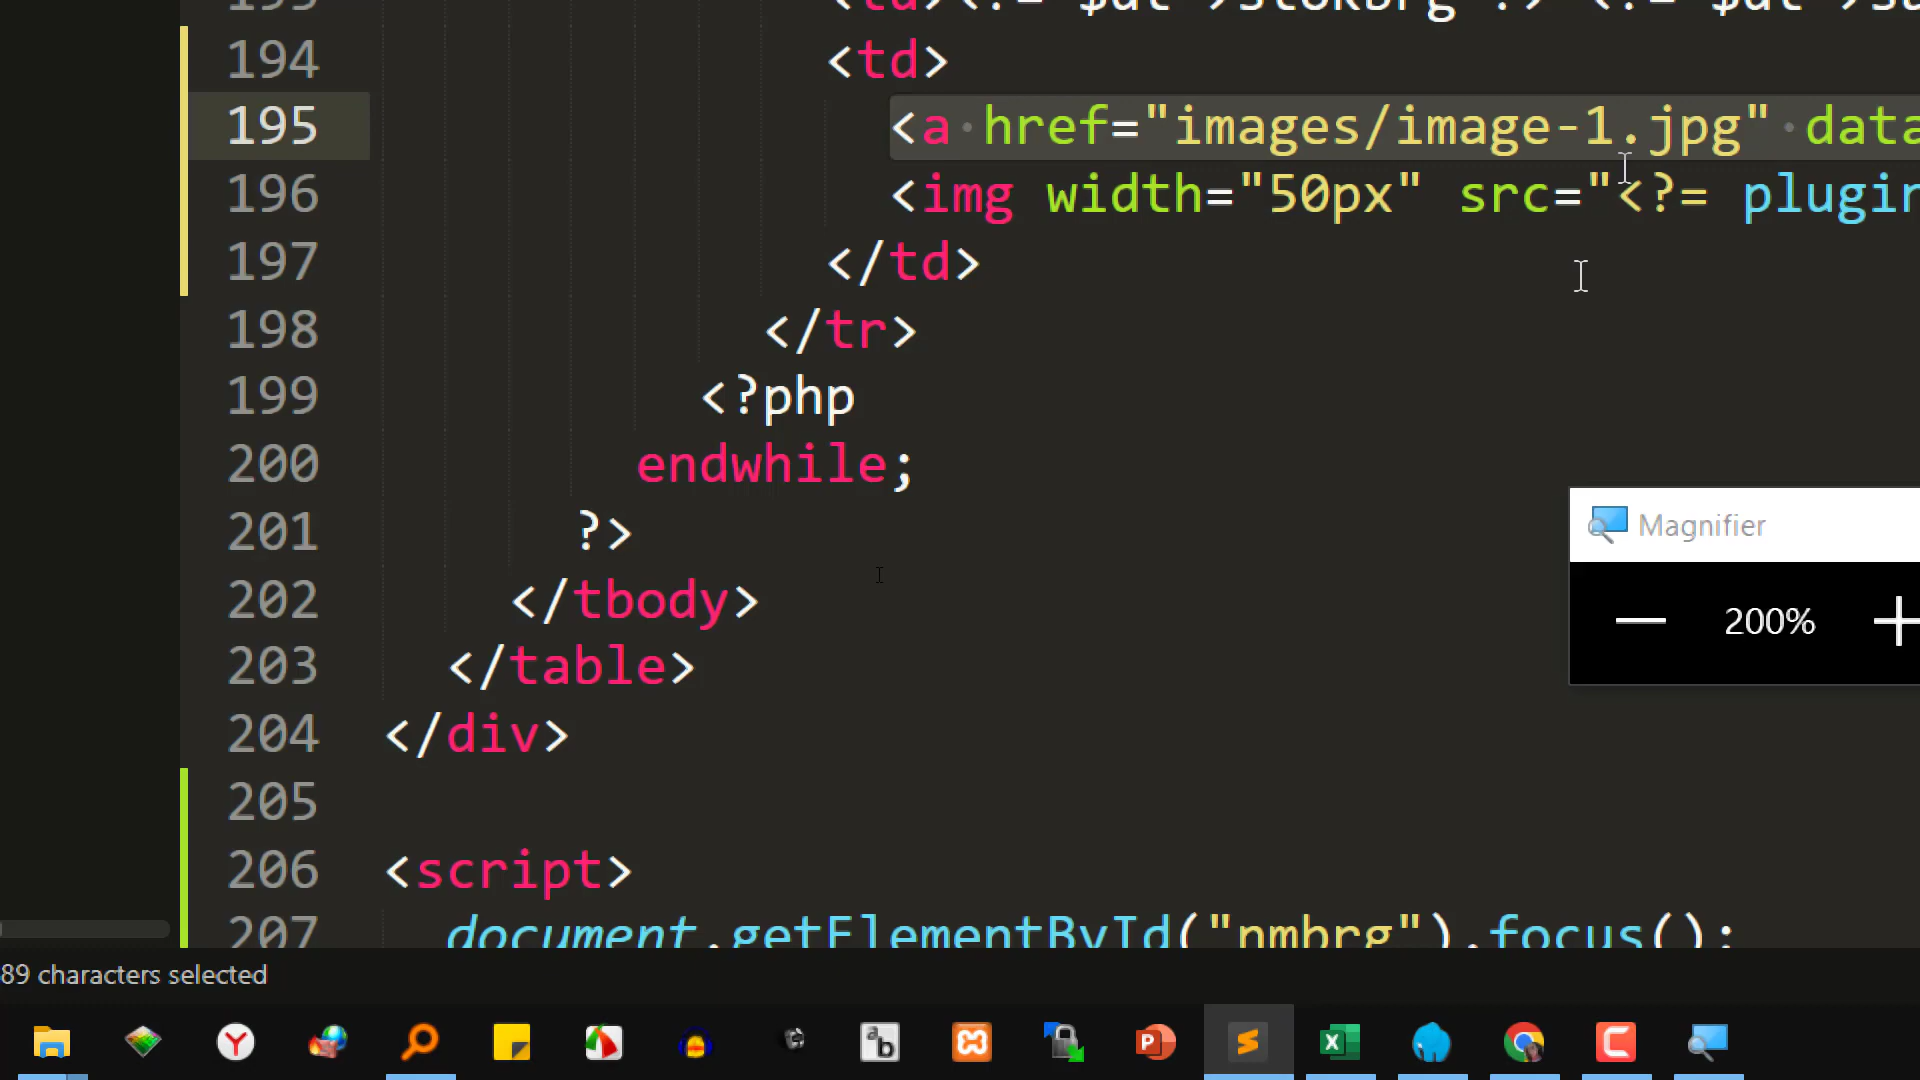 194 <td>
195 <a href="images/image-1.jpg" data
196 <img width="50px" src="<?= plugin
197 </td>
198 </tr>
199 <?php
200 endwhile;
201 ?>
202 </tbody>
203 </table>
204 </div>
205
206 <script>
207 document.getElementById("nmbrg").focus();
Magnifier
200%
89 characters selected